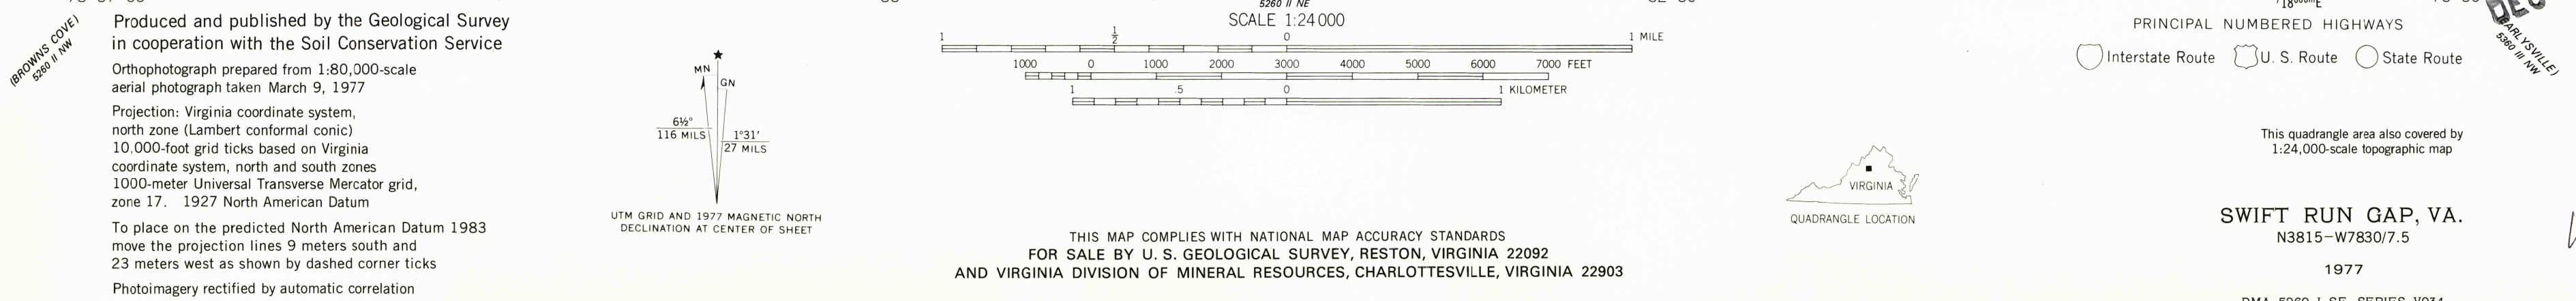 (BROWNS COVE)
5260 II NW
Produced and published by the Geological Survey
in cooperation with the Soil Conservation Service
Orthophotograph prepared from 1:80,000-scale
aerial photograph taken March 9, 1977
Projection: Virginia coordinate system,
north zone (Lambert conformal conic)
10,000-foot grid ticks based on Virginia
coordinate system, north and south zones
1000-meter Universal Transverse Mercator grid,
zone 17. 1927 North American Datum
To place on the predicted North American Datum 1983
move the projection lines 9 meters south and
23 meters west as shown by dashed corner ticks
Photoimagery rectified by automatic correlation
MN
GN
6½°
116 MILS
1°31′
27 MILS
UTM GRID AND 1977 MAGNETIC NORTH
DECLINATION AT CENTER OF SHEET
5260 II NE
SCALE 1:24 000
1 ½ 0 1 MILE
1000 0 1000 2000 3000 4000 5000 6000 7000 FEET
1 .5 0 1 KILOMETER
THIS MAP COMPLIES WITH NATIONAL MAP ACCURACY STANDARDS
FOR SALE BY U. S. GEOLOGICAL SURVEY, RESTON, VIRGINIA 22092
AND VIRGINIA DIVISION OF MINERAL RESOURCES, CHARLOTTESVILLE, VIRGINIA 22903
VIRGINIA
QUADRANGLE LOCATION
PRINCIPAL NUMBERED HIGHWAYS
Interstate Route U. S. Route State Route
5360 III NW
This quadrangle area also covered by
1:24,000-scale topographic map
SWIFT RUN GAP, VA.
N3815—W7830/7.5
1977